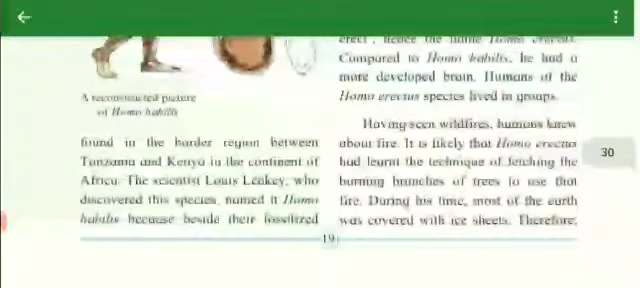 A reconstructed picture
of Homo habilis
found in the border region between
Tanzania and Kenya in the continent of
Africa. The scientist Louis Leakey, who
discovered this species, named it Homo
habilis because beside their fossilized
erect', hence the name Homo erectus.
Compared to Homo habilis, he had a
more developed brain. Humans of the
Homo erectus species lived in groups.
Having seen wildfires, humans knew
about fire. It is likely that Homo erectus
had learnt the technique of fetching the
burning branches of trees to use that
fire. During his time, most of the earth
was covered with ice sheets. Therefore,
19
30